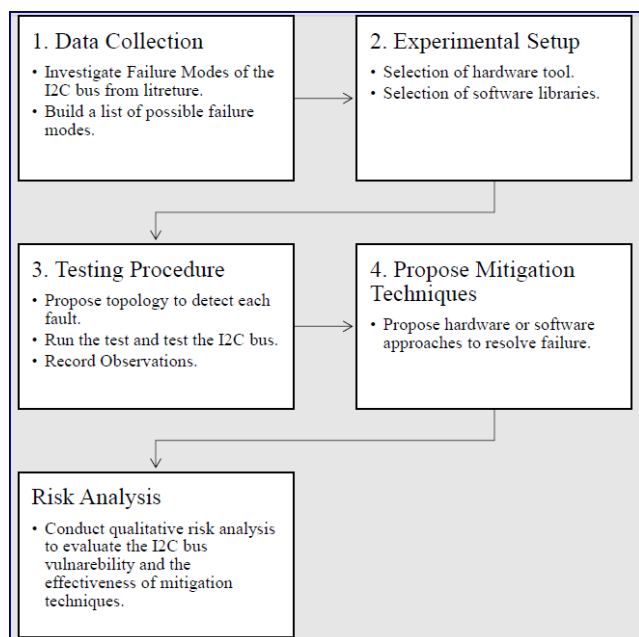 1. Data Collection
• Investigate Failure Modes of the
I2C bus from litreture.
• Build a list of possible failure
modes.
2. Experimental Setup
• Selection of hardware tool.
• Selection of software libraries.
3. Testing Procedure
• Propose topology to detect each
fault.
• Run the test and test the I2C bus.
• Record Observations.
4. Propose Mitigation
Techniques
• Propose hardware or software
approaches to resolve failure.
Risk Analysis
• Conduct qualitative risk analysis
to evaluate the I2C bus
vulnarebility and the
effectiveness of mitigation
techniques.